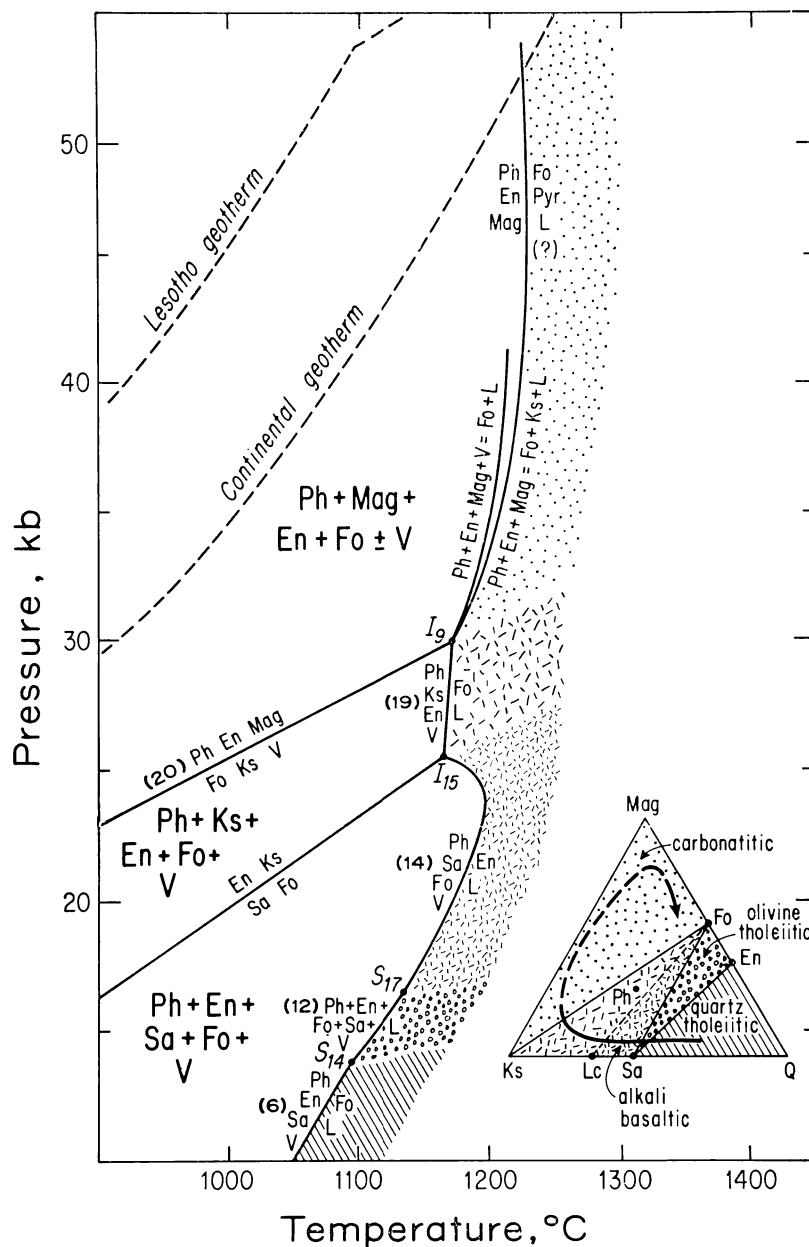 50
40
30
20
Pressure, kb
1000
1100
1200
1300
1400
Temperature, °C
Lesotho geotherm
Continental geotherm
Ph Fo
En Pyr
Mag L
(?)
Ph+En+Mag+V=Fo+L
Ph+En+Mag=Fo+Ks+L
Ph+Mag+
En+Fo±V
I9
Ph
Ks Fo
(19) En L
V
(20) Ph En Mag
Fo Ks V
I15
Ph+Ks+
En+Fo+
V
En Ks
Sa Fo
Ph
(14) Sa En
Fo L
V
S17
Ph+En+
Sa+Fo+
V
(12) Ph+En+
Fo+Sa+ L
V
S14
Ph
En Fo
(6) Sa L
V
Mag
carbonatitic
Fo
olivine
tholeiitic
En
Ph
quartz
tholeiitic
Ks
Lc
Sa
Q
alkali
basaltic